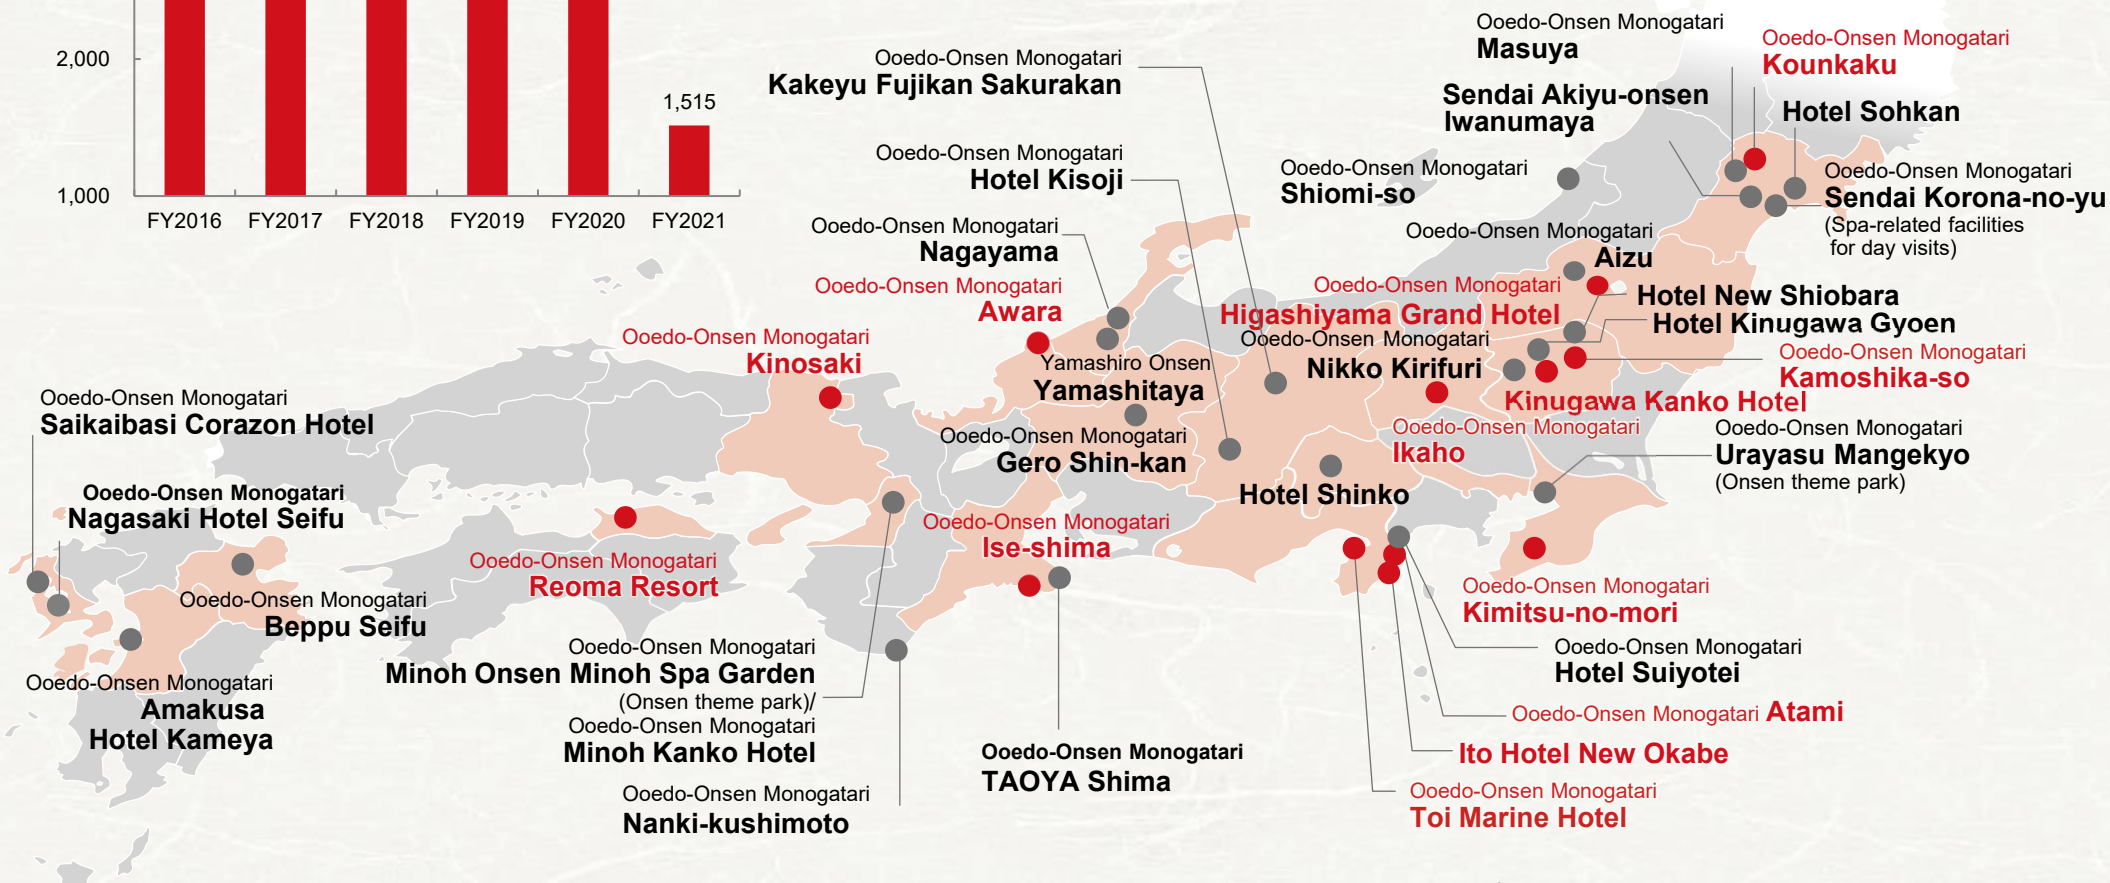 2,000
1,515
1,000
FY2016 FY2017 FY2018 FY2019 FY2020 FY2021
Ooedo-Onsen Monogatari
Kakeyu Fujikan Sakurakan
Ooedo-Onsen Monogatari
Hotel Kisoji
Ooedo-Onsen Monogatari
Nagayama
Ooedo-Onsen Monogatari
Awara
Ooedo-Onsen Monogatari
Kinosaki
Yamashiro Onsen
Yamashitaya
Ooedo-Onsen Monogatari
Gero Shin-kan
Ooedo-Onsen Monogatari
Masuya
Ooedo-Onsen Monogatari
Kounkaku
Sendai Akiyu-onsen
Iwanumaya
Hotel Sohkan
Ooedo-Onsen Monogatari
Shiomi-so
Ooedo-Onsen Monogatari
Sendai Korona-no-yu
(Spa-related facilities
for day visits)
Ooedo-Onsen Monogatari
Aizu
Ooedo-Onsen Monogatari
Higashiyama Grand Hotel
Hotel New Shiobara
Hotel Kinugawa Gyoen
Ooedo-Onsen Monogatari
Nikko Kirifuri
Ooedo-Onsen Monogatari
Kamoshika-so
Kinugawa Kanko Hotel
Ooedo-Onsen Monogatari
Ikaho
Ooedo-Onsen Monogatari
Urayasu Mangekyo
(Onsen theme park)
Hotel Shinko
Ooedo-Onsen Monogatari
Saikaibasi Corazon Hotel
Ooedo-Onsen Monogatari
Nagasaki Hotel Seifu
Ooedo-Onsen Monogatari
Beppu Seifu
Ooedo-Onsen Monogatari
Amakusa
Hotel Kameya
Ooedo-Onsen Monogatari
Reoma Resort
Ooedo-Onsen Monogatari
Ise-shima
Ooedo-Onsen Monogatari
Minoh Onsen Minoh Spa Garden
(Onsen theme park)/
Ooedo-Onsen Monogatari
Minoh Kanko Hotel
Ooedo-Onsen Monogatari
Nanki-kushimoto
Ooedo-Onsen Monogatari
TAOYA Shima
Ooedo-Onsen Monogatari
Kimitsu-no-mori
Ooedo-Onsen Monogatari
Hotel Suiyotei
Ooedo-Onsen Monogatari Atami
Ito Hotel New Okabe
Ooedo-Onsen Monogatari
Toi Marine Hotel